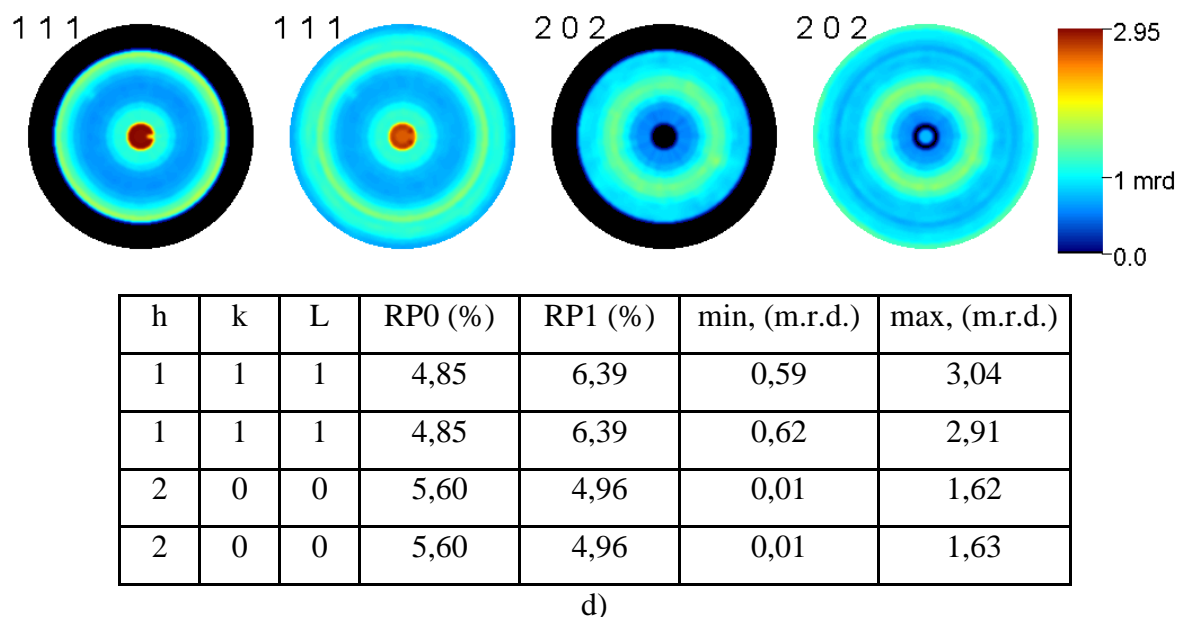 1 1 1 1 1 1 2 0 2 2 0 2 2.95
1 mrd
0.0
h k L RP0 (%) RP1 (%) min, (m.r.d.) max, (m.r.d.)
1 1 1 4,85 6,39 0,59 3,04
1 1 1 4,85 6,39 0,62 2,91
2 0 0 5,60 4,96 0,01 1,62
2 0 0 5,60 4,96 0,01 1,63
d)